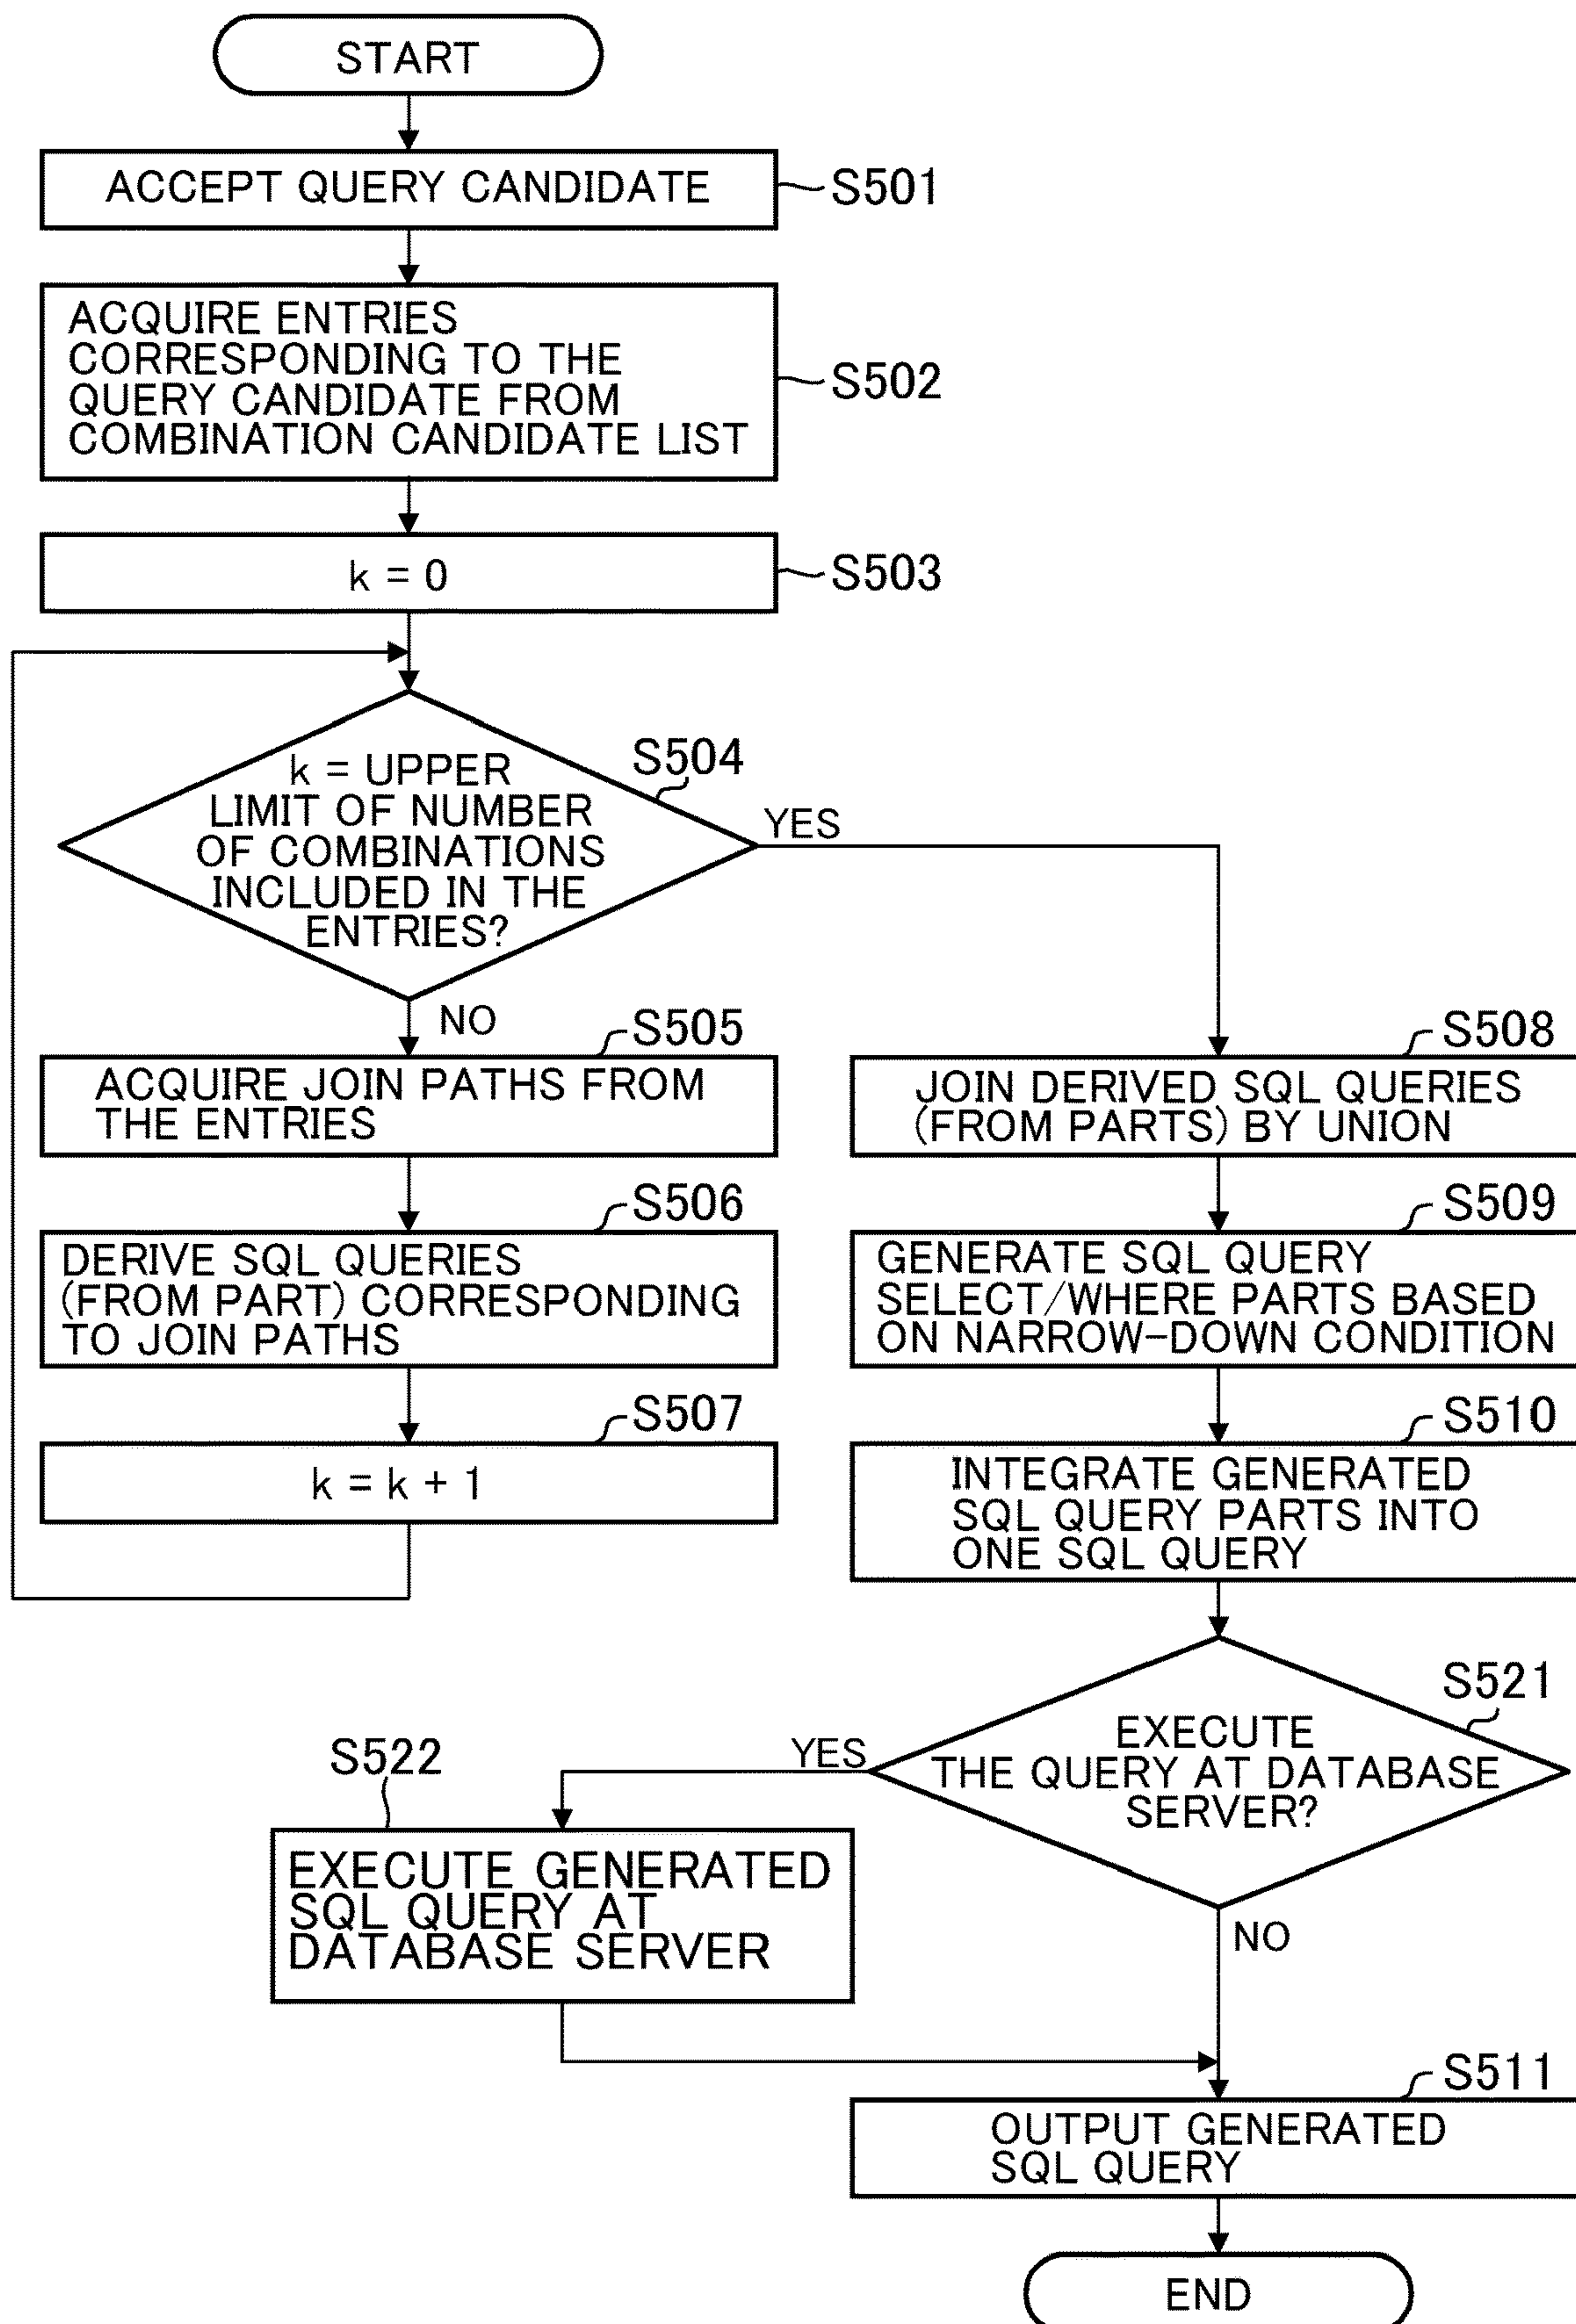 START
ACCEPT QUERY CANDIDATE
S501
ACQUIRE ENTRIES
CORRESPONDING TO THE
QUERY CANDIDATE FROM
COMBINATION CANDIDATE LIST
S502
k = 0
S503
k = UPPER
LIMIT OF NUMBER
OF COMBINATIONS
INCLUDED IN THE
ENTRIES?
S504
YES
NO
S505
ACQUIRE JOIN PATHS FROM
THE ENTRIES
S506
DERIVE SQL QUERIES
(FROM PART) CORRESPONDING
TO JOIN PATHS
S507
k = k + 1
S508
JOIN DERIVED SQL QUERIES
(FROM PARTS) BY UNION
S509
GENERATE SQL QUERY
SELECT/WHERE PARTS BASED
ON NARROW-DOWN CONDITION
S510
INTEGRATE GENERATED
SQL QUERY PARTS INTO
ONE SQL QUERY
S521
EXECUTE
THE QUERY AT DATABASE
SERVER?
YES
NO
S522
EXECUTE GENERATED
SQL QUERY AT
DATABASE SERVER
S511
OUTPUT GENERATED
SQL QUERY
END